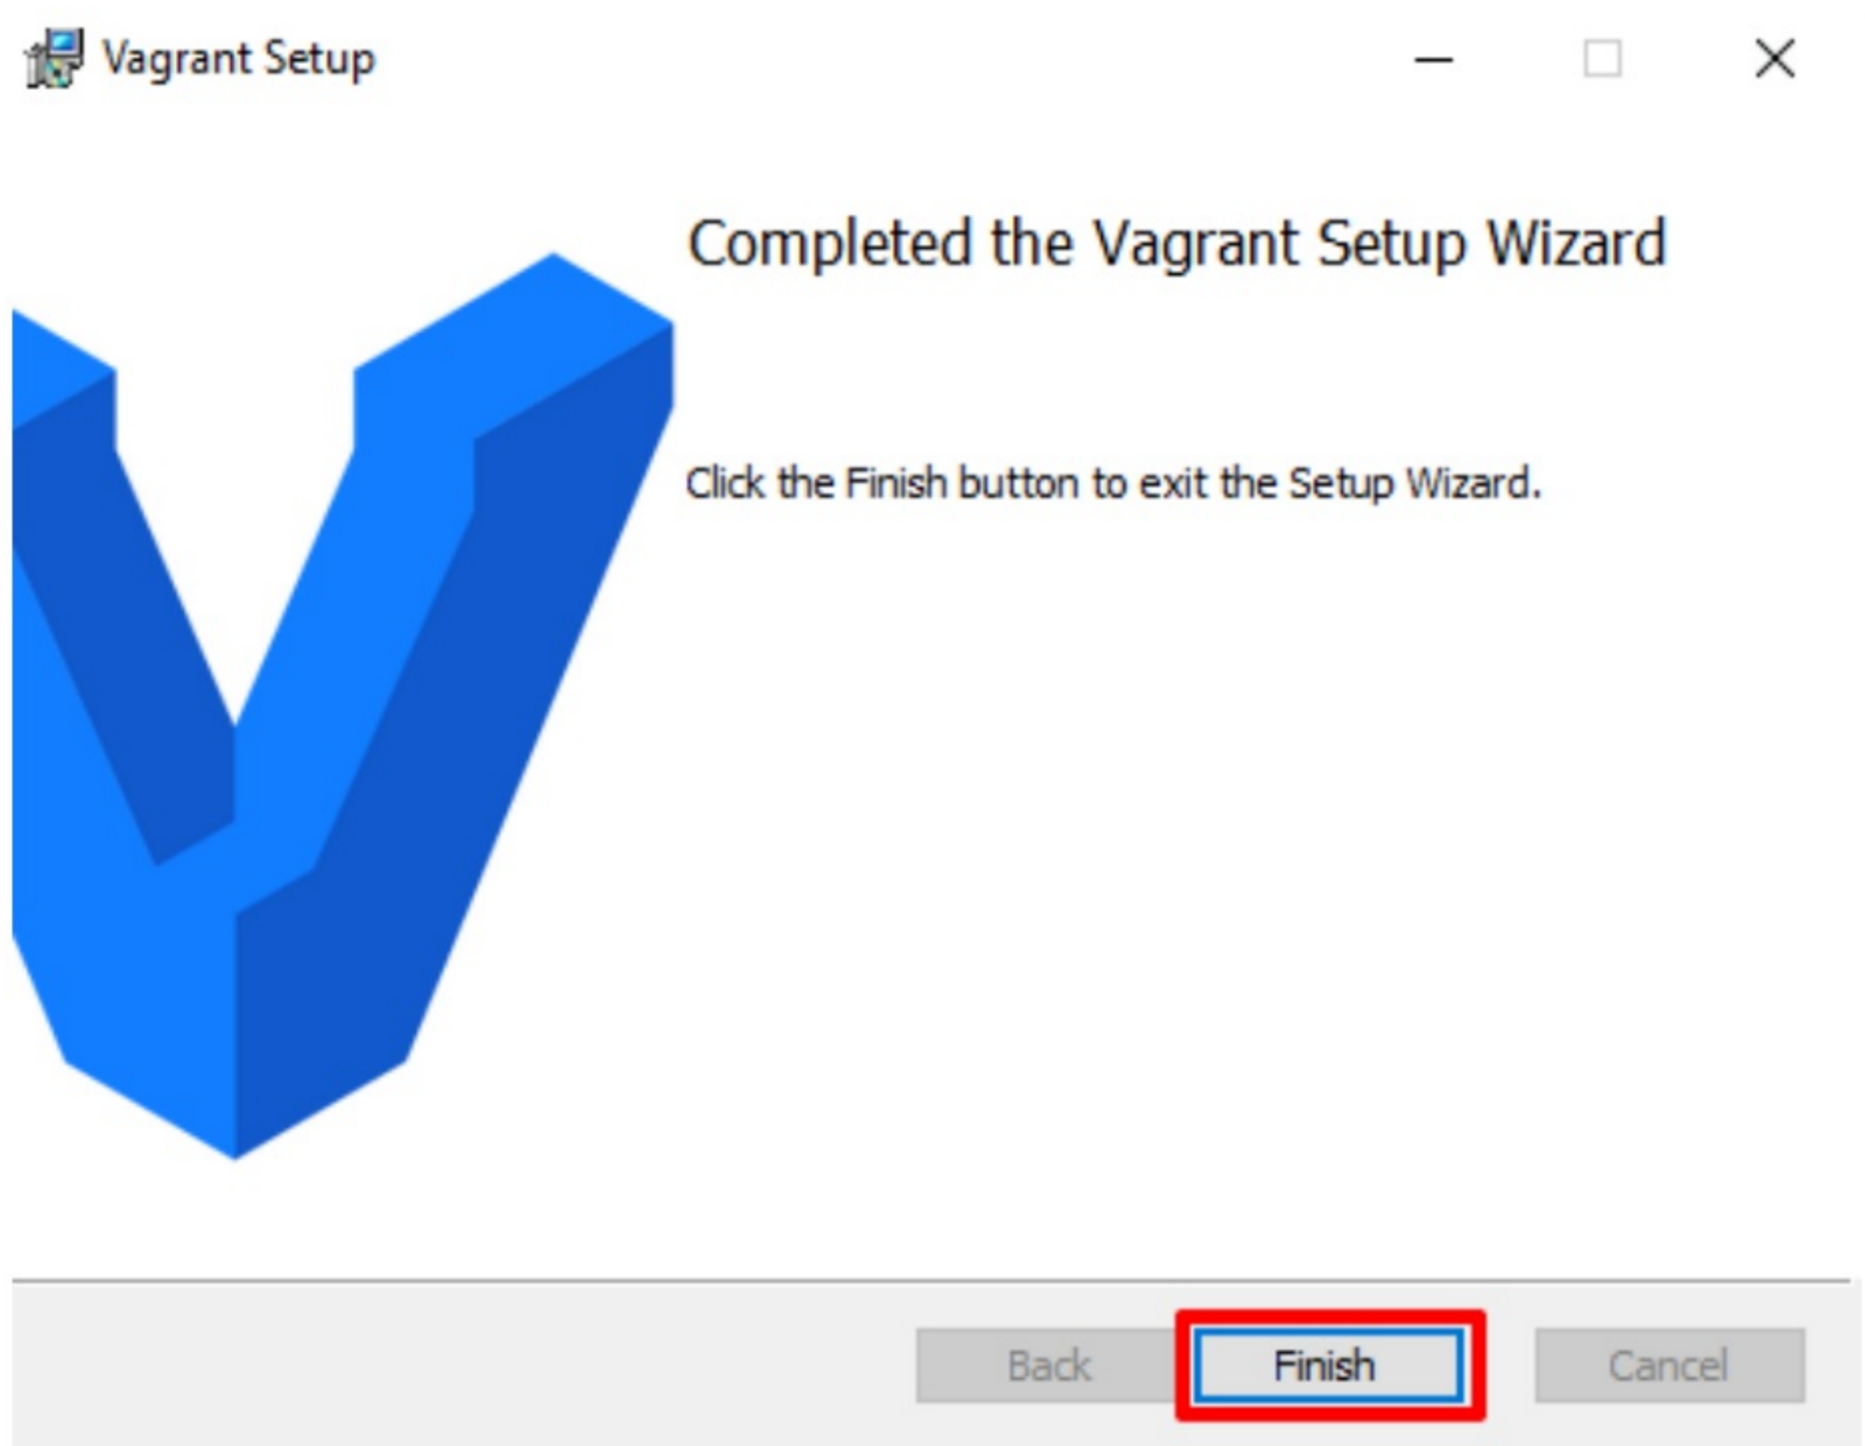 Vagrant Setup
Completed the Vagrant Setup Wizard
Click the Finish button to exit the Setup Wizard.
Back
Finish
Cancel